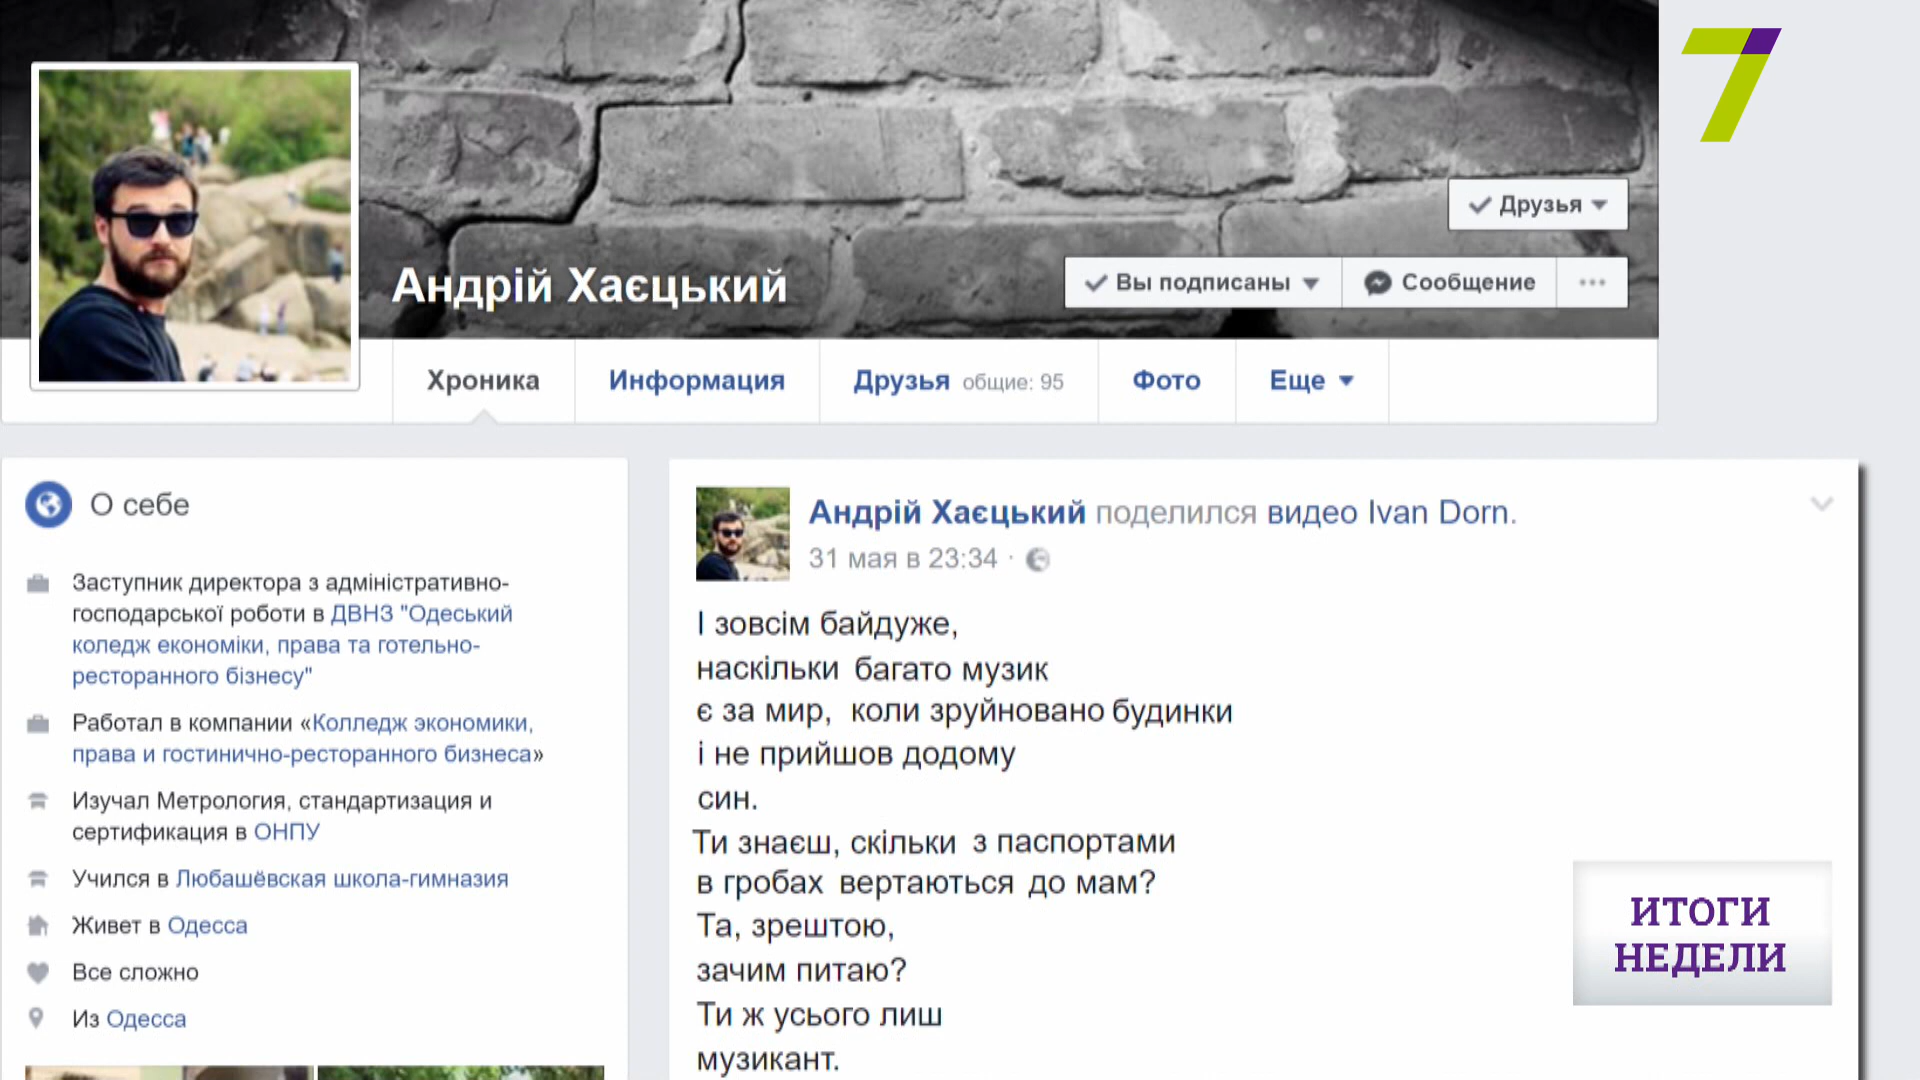 7
Друзья
Андрій Хаєцький
Вы подписаны
Сообщение
Хроника
Информация
Друзья общие: 95
Фото
Еще
О себе
Заступник директора з адміністративно-
господарської роботи в ДВНЗ "Одеський
коледж економіки, права та готельно-
ресторанного бізнесу"
Работал в компании «Колледж экономики,
права и гостинично-ресторанного бизнеса»
Изучал Метрология, стандартизация и
сертификация в ОНПУ
Учился в Любашёвская школа-гимназия
Живет в Одесса
Все сложно
Из Одесса
Андрій Хаєцький поделился видео Ivan Dorn.
31 мая в 23:34 ·
І зовсім байдуже,
наскільки багато музик
є за мир, коли зруйновано будинки
і не прийшов додому
син.
Ти знаєш, скільки з паспортами
в гробах вертаються до мам?
Та, зрештою,
зачим питаю?
Ти ж усього лиш
музикант.
ИТОГИ
НЕДЕЛИ